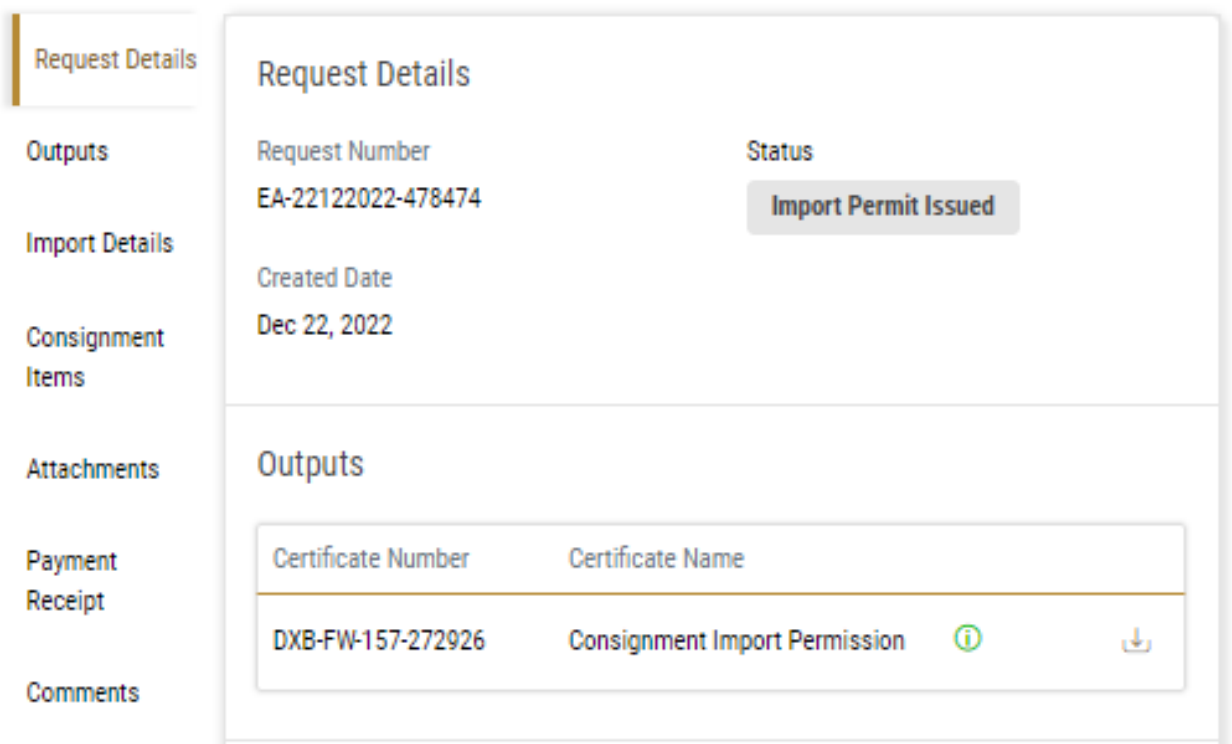 Request Details
Outputs
Import Details
Consignment
Items
Attachments
Payment
Receipt
Comments
Request Details
Request Number
EA-22122022-478474
Status
Import Permit Issued
Created Date
Dec 22, 2022
Outputs
Certificate Number Certificate Name
DXB-FW-157-272926 Consignment Import Permission